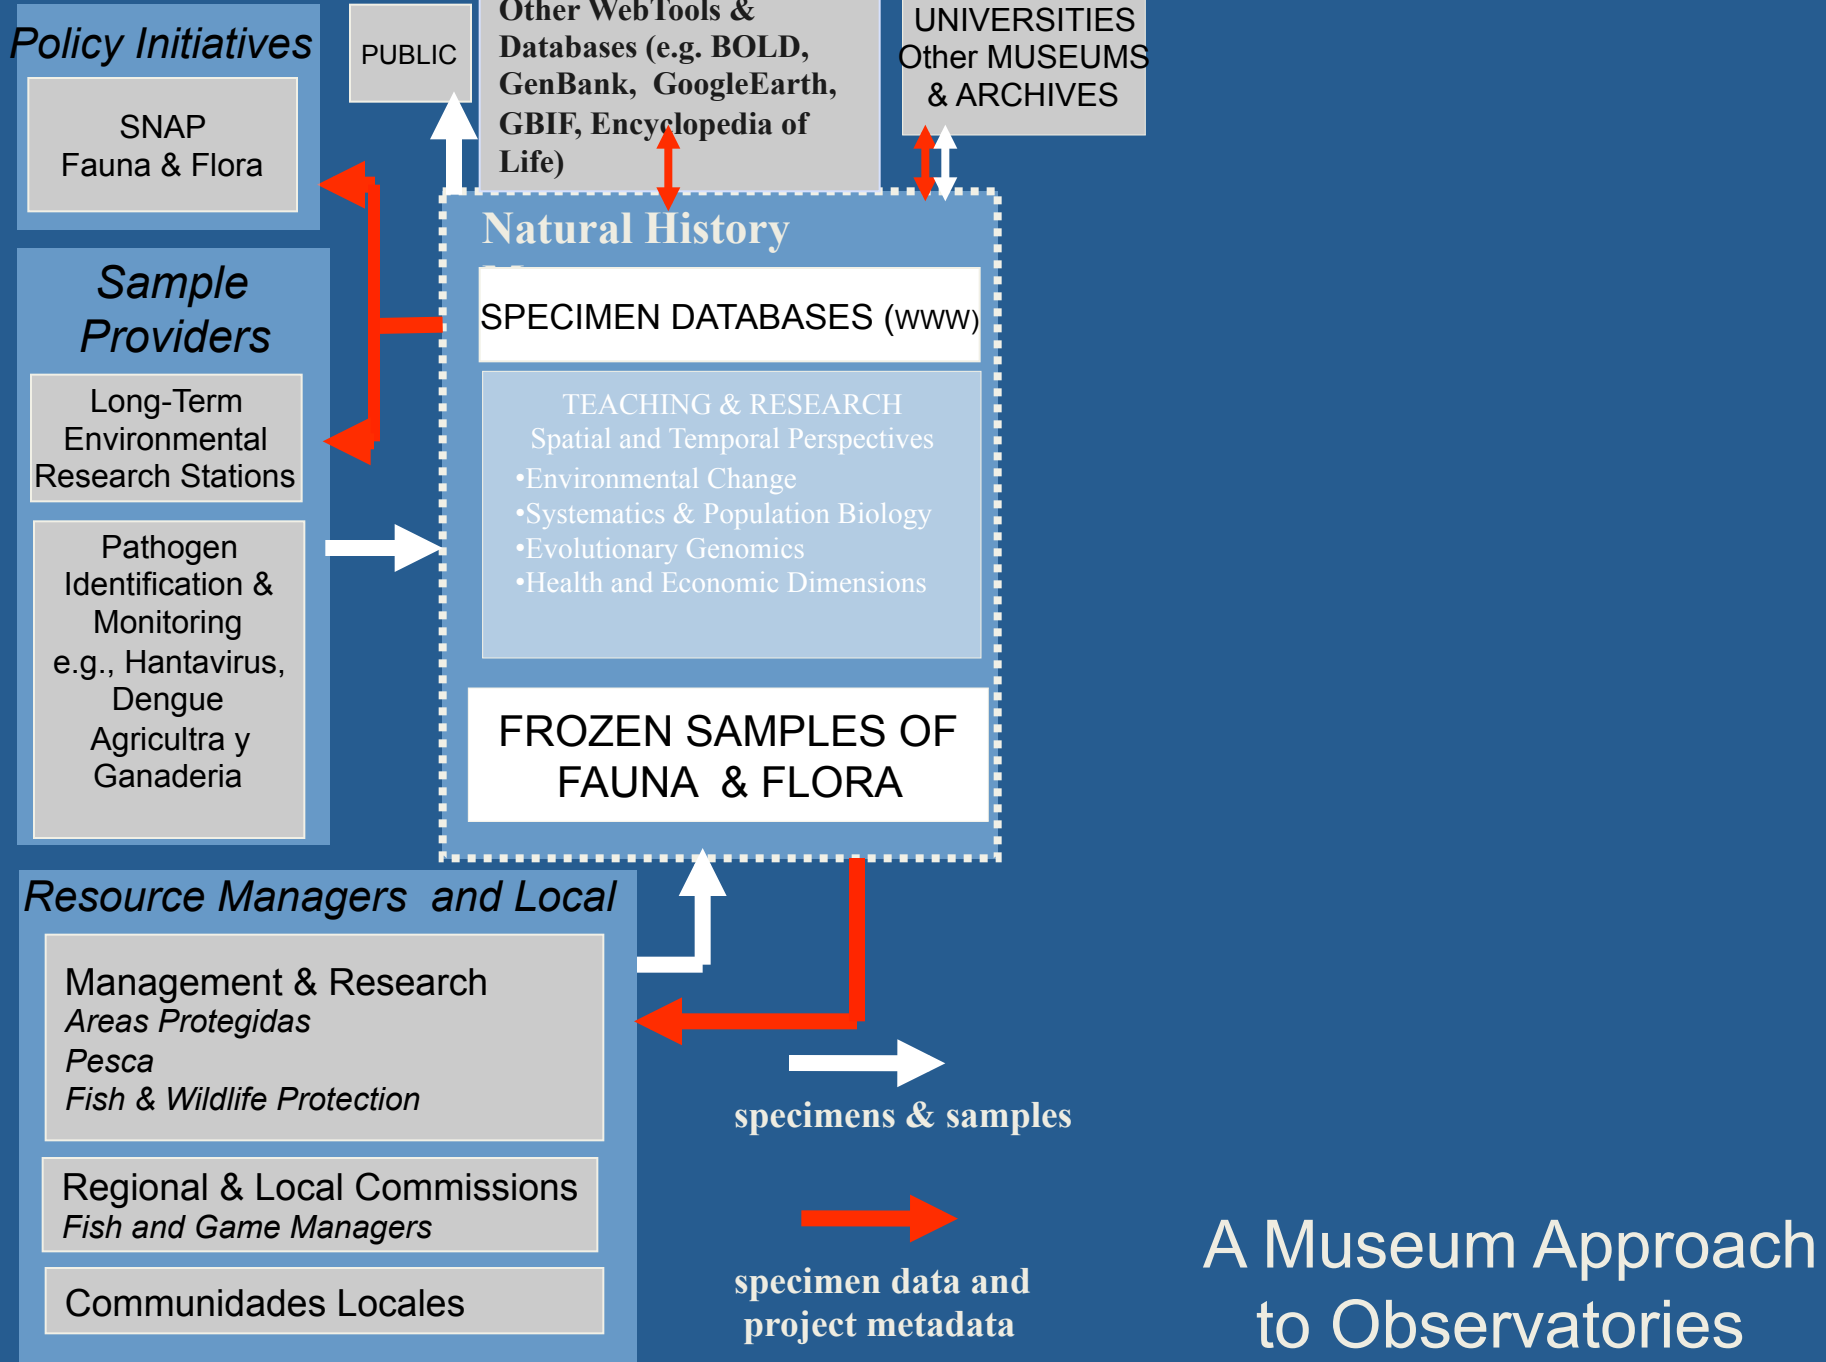 Policy Initiatives
SNAP
Fauna & Flora
PUBLIC
Other WebTools &
Databases (e.g. BOLD,
GenBank, GoogleEarth,
GBIF, Encyclopedia of
Life)
UNIVERSITIES
Other MUSEUMS
& ARCHIVES
Sample
Providers
Long-Term
Environmental
Research Stations
Pathogen
Identification &
Monitoring
e.g., Hantavirus,
Dengue
Agricultra y
Ganaderia
Natural History
SPECIMEN DATABASES (WWW)
TEACHING & RESEARCH
Spatial and Temporal Perspectives
•Environmental Change
•Systematics & Population Biology
•Evolutionary Genomics
•Health and Economic Dimensions
FROZEN SAMPLES OF
FAUNA & FLORA
Resource Managers and Local
Management & Research
Areas Protegidas
Pesca
Fish & Wildlife Protection
Regional & Local Commissions
Fish and Game Managers
Communidades Locales
specimens & samples
specimen data and
project metadata
A Museum Approach
to Observatories